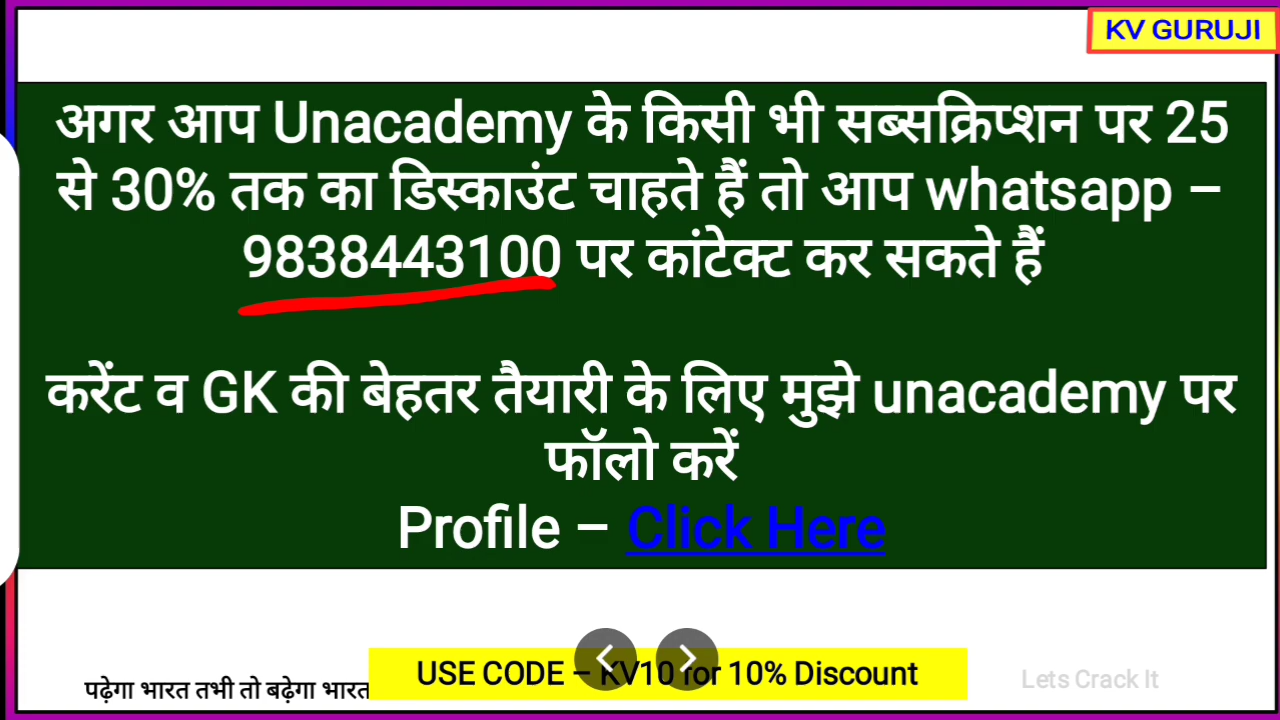 KV GURUJI
अगर आप Unacademy के किसी भी सब्सक्रिप्शन पर 25
से 30% तक का डिस्काउंट चाहते हैं तो आप whatsapp –
9838443100 पर कांटेक्ट कर सकते हैं
करेंट व GK की बेहतर तैयारी के लिए मुझे unacademy पर
फॉलो करें
Profile – Click Here
USE CODE – KV10 for 10% Discount
पढ़ेगा भारत तभी तो बढ़ेगा भारत
Lets Crack It